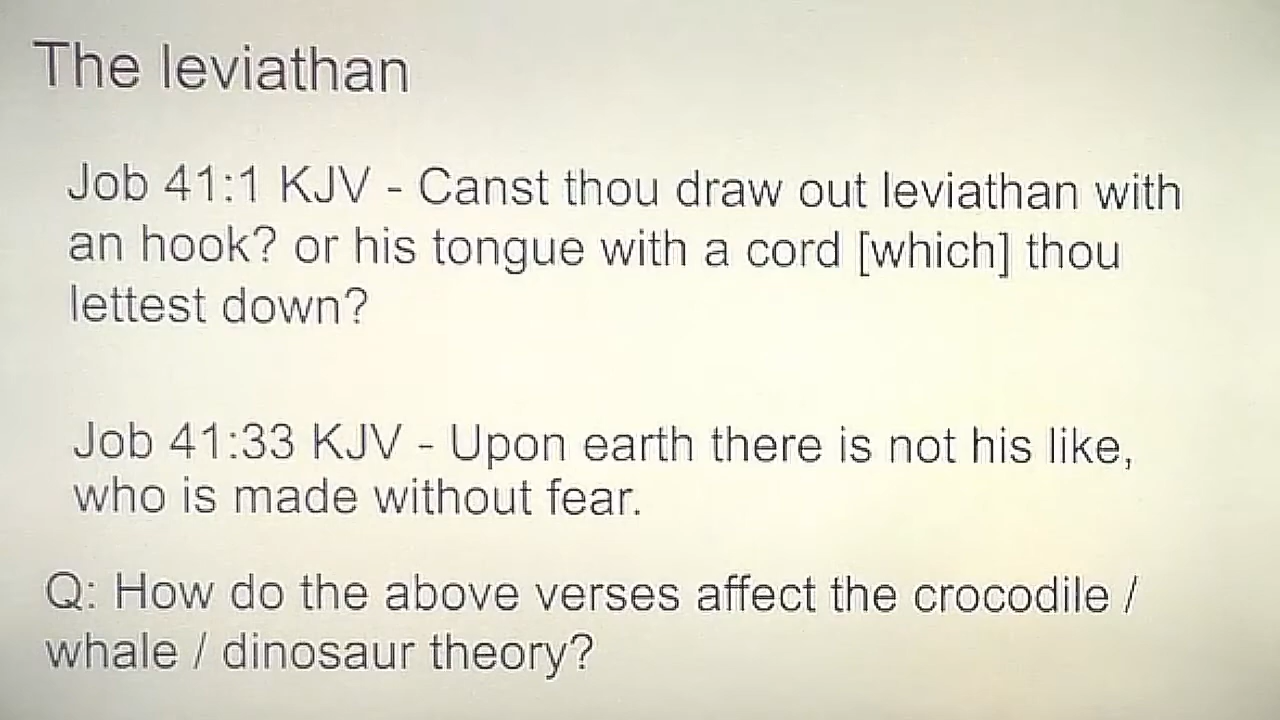 The leviathan
Job 41:1 KJV - Canst thou draw out leviathan with
an hook? or his tongue with a cord [which] thou
lettest down?
Job 41:33 KJV - Upon earth there is not his like,
who is made without fear.
Q: How do the above verses affect the crocodile /
whale / dinosaur theory?